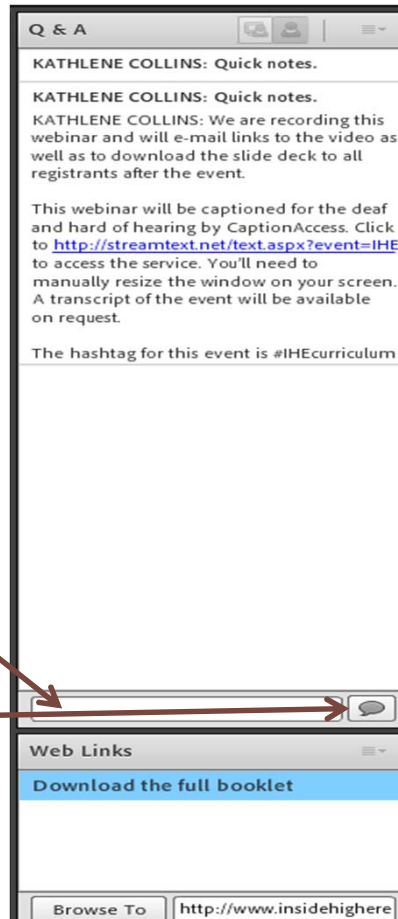 Q & A
KATHLENE COLLINS: Quick notes.
KATHLENE COLLINS: Quick notes.
KATHLENE COLLINS: We are recording this
webinar and will e-mail links to the video as
well as to download the slide deck to all
registrants after the event.
This webinar will be captioned for the deaf
and hard of hearing by CaptionAccess. Click
to http://streamtext.net/text.aspx?event=IHE
to access the service. You'll need to
manually resize the window on your screen.
A transcript of the event will be available
on request.
The hashtag for this event is #IHEcurriculum
Web Links
Download the full booklet
Browse To http://www.insidehighere